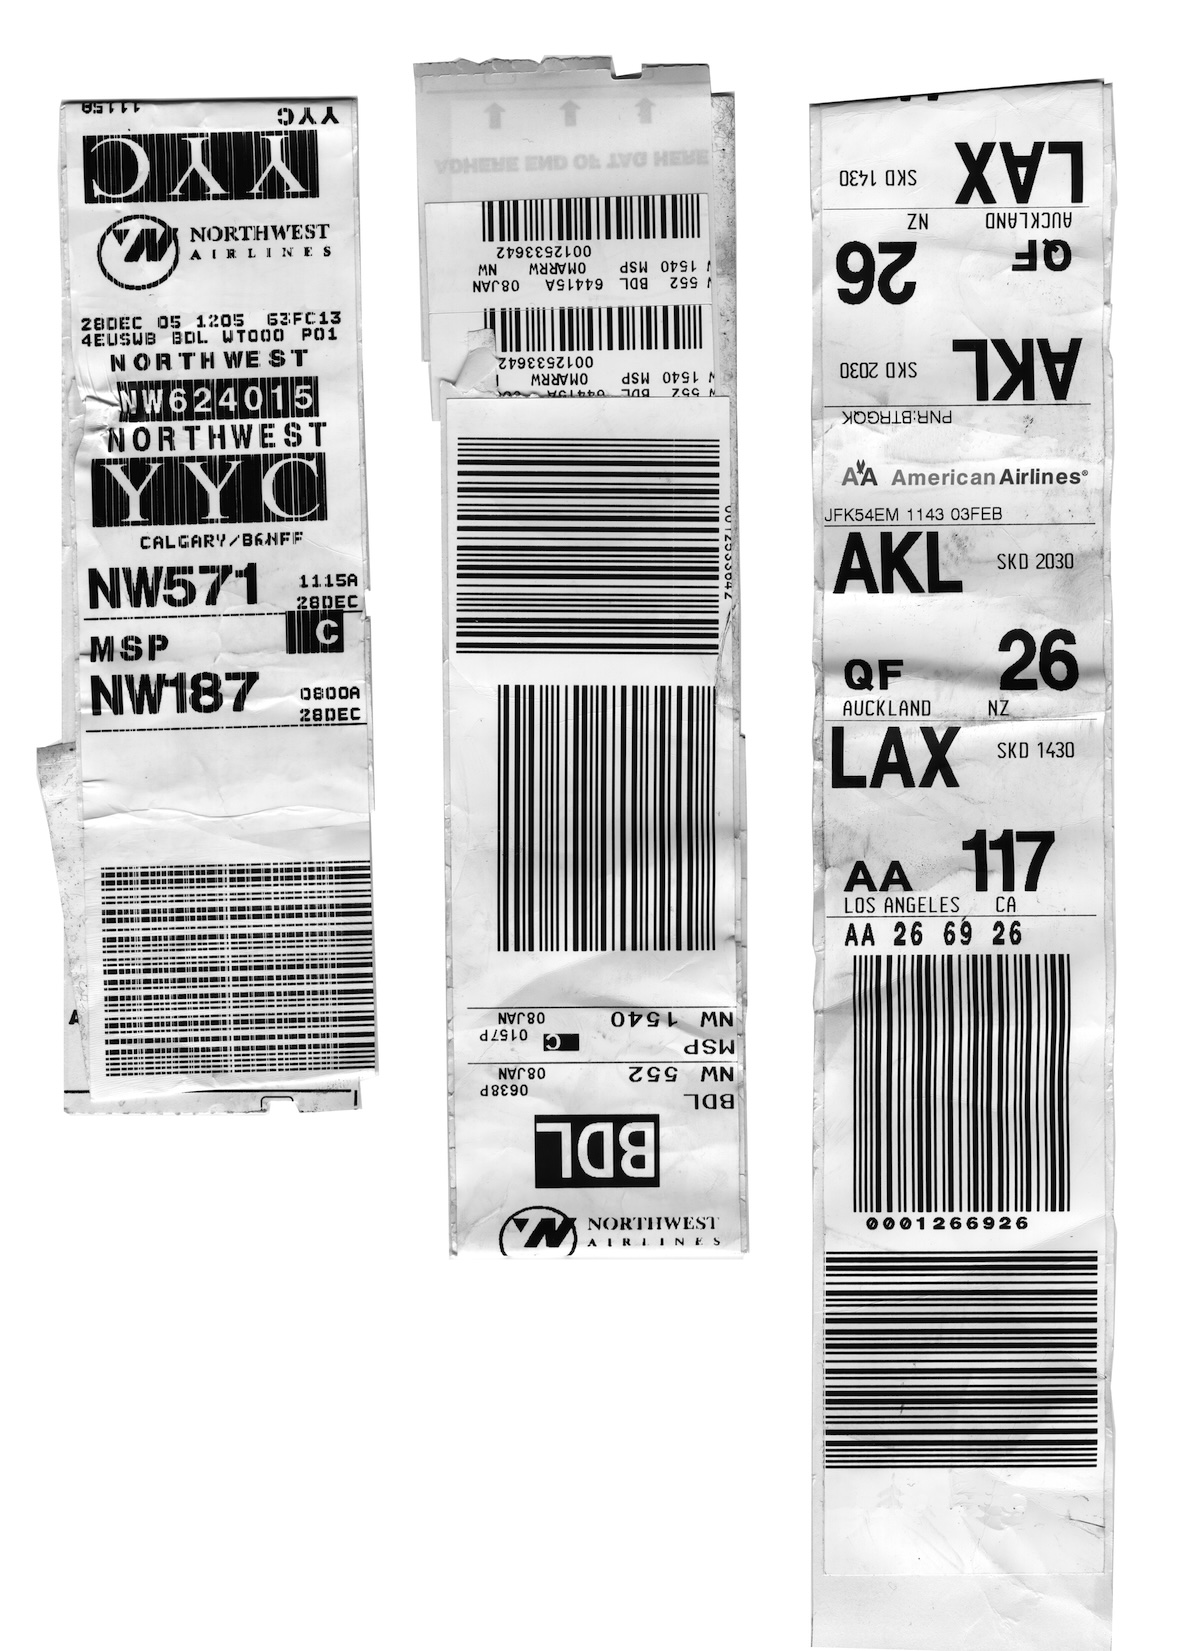 1115A
YYC
YYC
NORTHWEST
AIRLINES
28DEC 05 1205 63FC13
4EUSWB BDL WT000 P01
NORTHWEST
NW624015
NORTHWEST
YYC
CALGARY/BANFF
NW571 1115A
28DEC
C
MSP
NW187 0800A
28DEC
A
ADHERE END OF TAG HERE
0012533642
OMARRW NW
NW 1540 MSP
NW 552 BDL 64415A 08JAN
0012533642
OMARRW
NW 1540 MSP
NW 552 BDL 64415A
0012533642
NW 1540 08JAN
MSP C 0157P
NW 552 08JAN
BDL 0638P
BDL
NORTHWEST
AIRLINES
LAX SKD 1430
AUCKLAND NZ
QF 26
AKL SKD 2030
PNR:BTRGQK
AA American Airlines®
JFK54EM 1143 03FEB
AKL SKD 2030
QF 26
AUCKLAND NZ
LAX SKD 1430
AA 117
LOS ANGELES CA
AA 26 69 26
0001266926